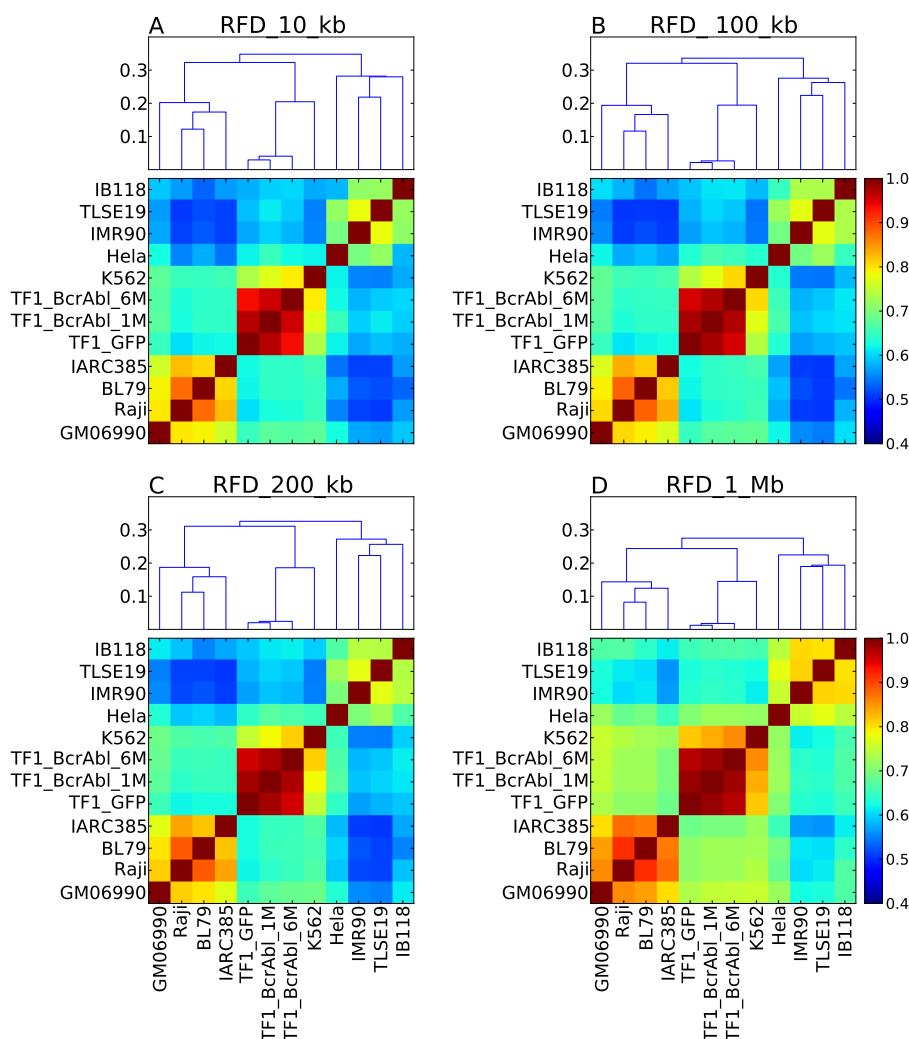 A RFD_10_kb
0.3
0.2
0.1
IB118
TLSE19
IMR90
Hela
K562
TF1_BcrAbl_6M
TF1_BcrAbl_1M
TF1_GFP
IARC385
BL79
Raji
GM06990
B RFD_ 100_kb
0.3
0.2
0.1
IB118
TLSE19
IMR90
Hela
K562
TF1_BcrAbl_6M
TF1_BcrAbl_1M
TF1_GFP
IARC385
BL79
Raji
GM06990
1.0
0.9
0.8
0.7
0.6
0.5
0.4
C RFD_200_kb
0.3
0.2
0.1
IB118
TLSE19
IMR90
Hela
K562
TF1_BcrAbl_6M
TF1_BcrAbl_1M
TF1_GFP
IARC385
BL79
Raji
GM06990
GM06990
Raji
BL79
IARC385
TF1_GFP
TF1_BcrAbl_1M
TF1_BcrAbl_6M
K562
Hela
IMR90
TLSE19
IB118
D RFD_1_Mb
0.3
0.2
0.1
IB118
TLSE19
IMR90
Hela
K562
TF1_BcrAbl_6M
TF1_BcrAbl_1M
TF1_GFP
IARC385
BL79
Raji
GM06990
GM06990
Raji
BL79
IARC385
TF1_GFP
TF1_BcrAbl_1M
TF1_BcrAbl_6M
K562
Hela
IMR90
TLSE19
IB118
1.0
0.9
0.8
0.7
0.6
0.5
0.4